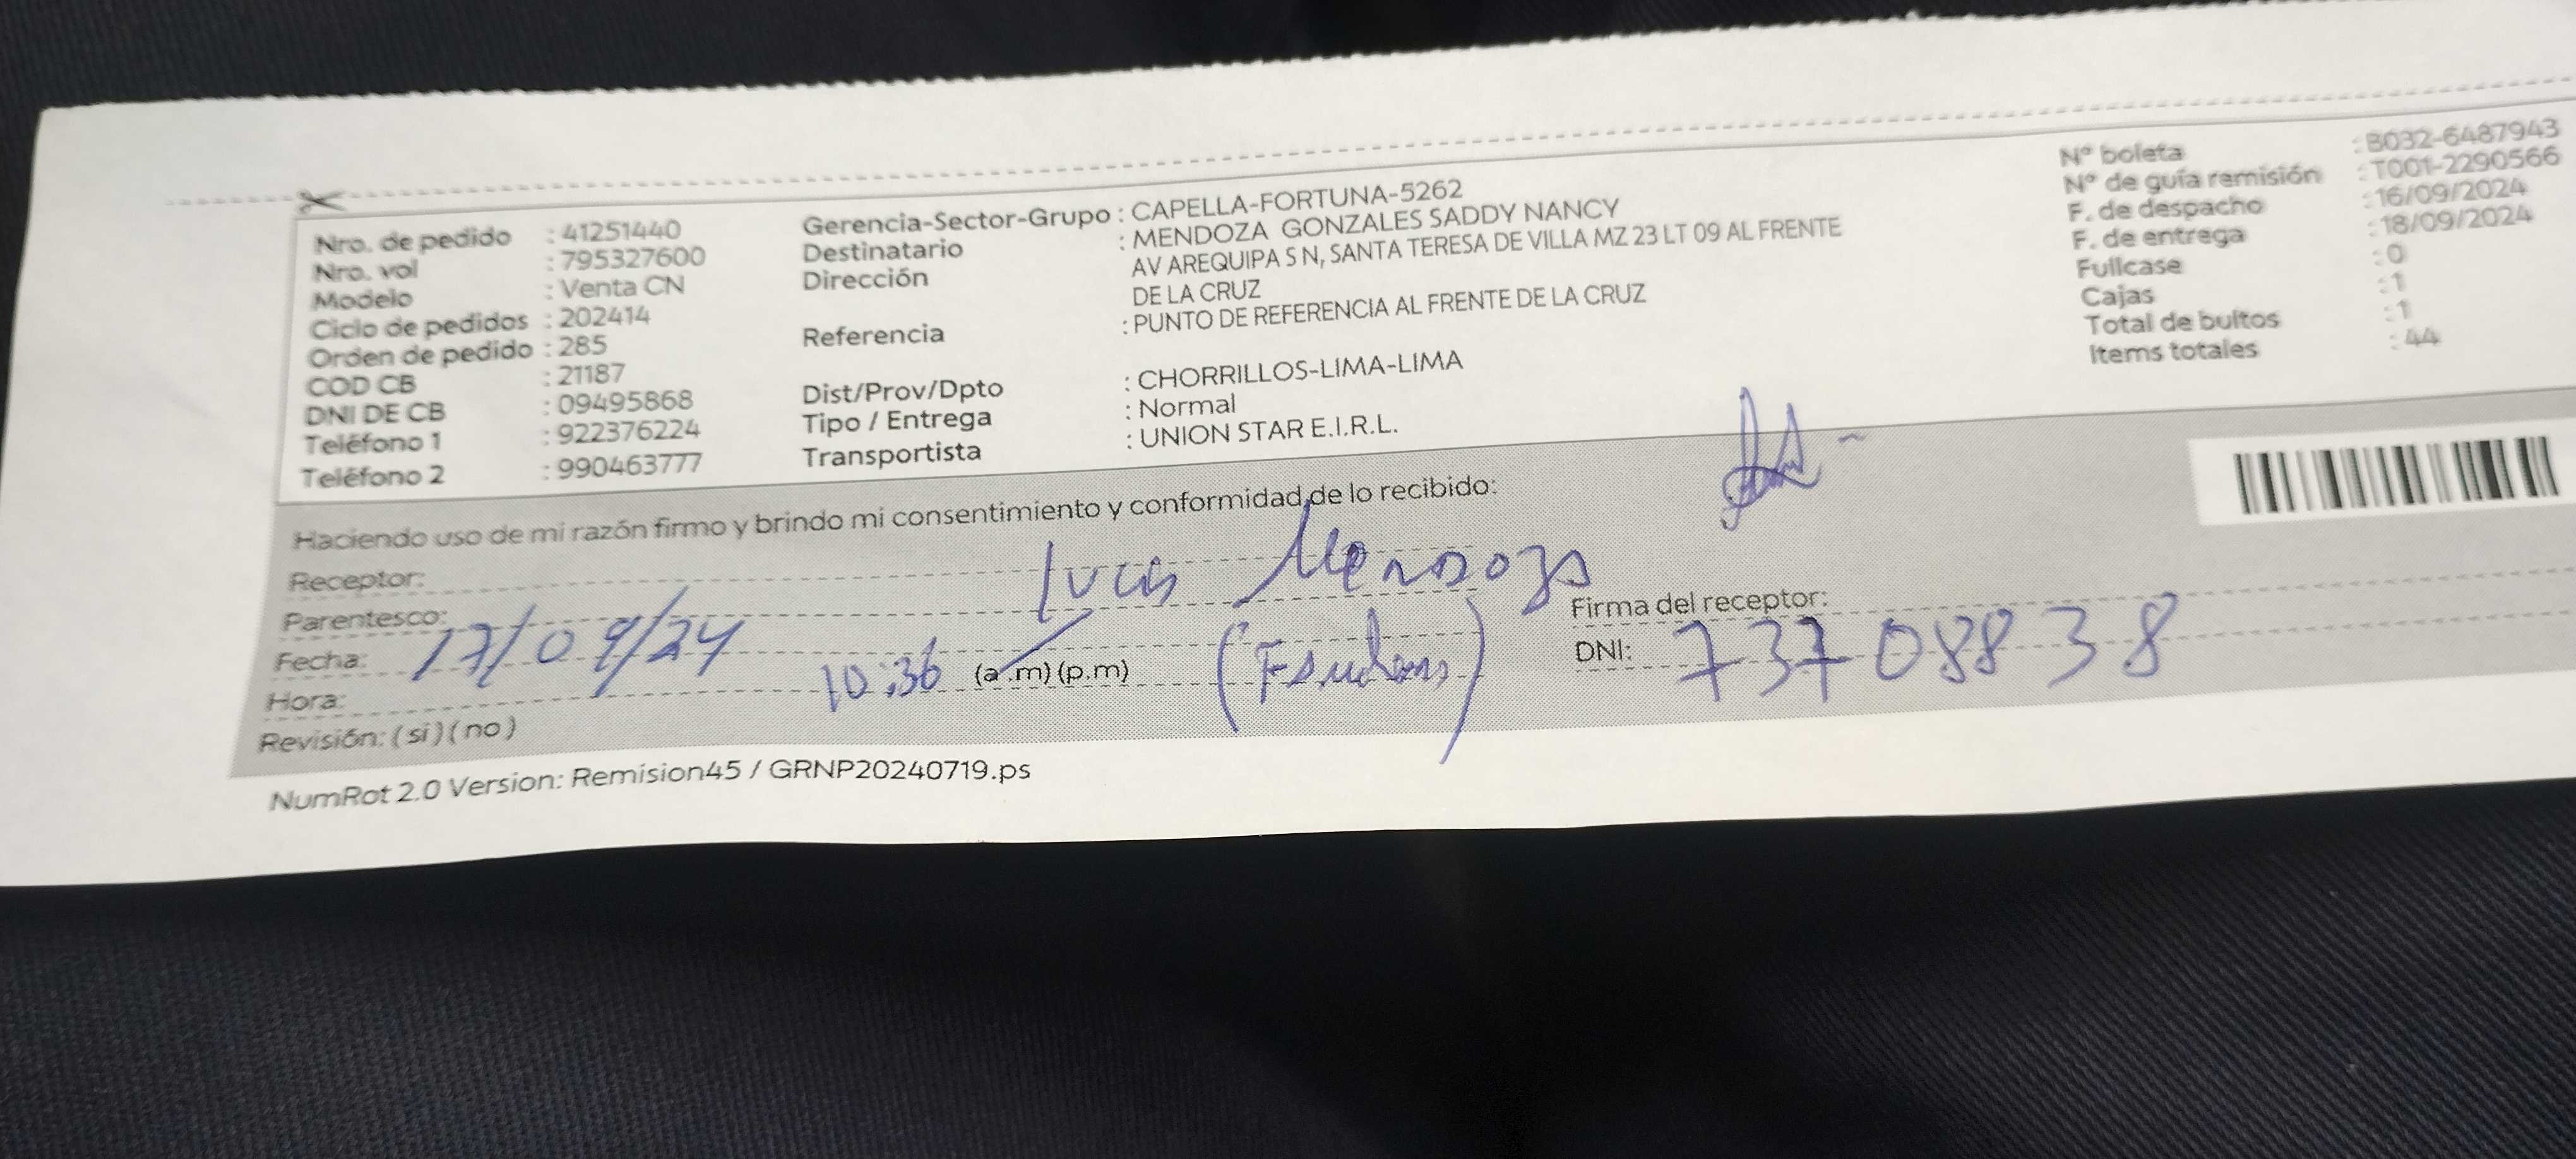 Nro. de pedido : 41251440
Nro. vol : 795327600
Modelo : Venta CN
Ciclo de pedidos : 202414
Orden de pedido : 285
COD CB : 21187
DNI DE CB : 09495868
Teléfono 1 : 922376224
Teléfono 2 : 990463777
Gerencia-Sector-Grupo : CAPELLA-FORTUNA-5262
Destinatario : MENDOZA GONZALES SADDY NANCY
Dirección AV AREQUIPA S N, SANTA TERESA DE VILLA MZ 23 LT 09 AL FRENTE
DE LA CRUZ
Referencia : PUNTO DE REFERENCIA AL FRENTE DE LA CRUZ
Dist/Prov/Dpto : CHORRILLOS-LIMA-LIMA
Tipo / Entrega : Normal
Transportista : UNION STAR E.I.R.L.
N° boleta : B032-6487943
N° de guía remisión : T001-2290566
F. de despacho : 16/09/2024
F. de entrega : 18/09/2024
Fullcase : 0
Cajas : 1
Total de bultos : 1
Items totales : 44
Haciendo uso de mi razón firmo y brindo mi consentimiento y conformidad de lo recibido:
Receptor: Lucas Mendoza
Parentesco:
Fecha: 17/09/24
Hora: 10:36 (a.m) (p.m)
Revisión: ( si ) ( no )
Firma del receptor:
DNI: 73708838
NumRot 2.0 Version: Remision45 / GRNP20240719.ps